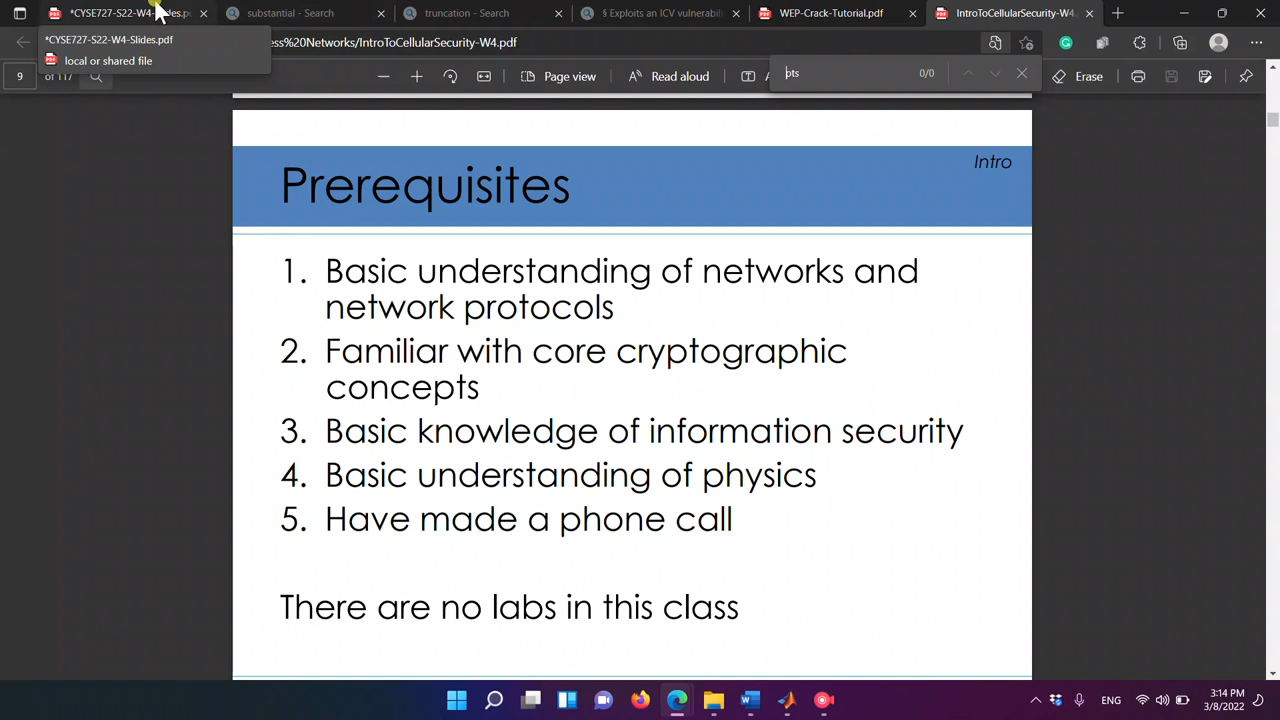 *CYSE727-S22-W4-Slides.p
substantial - Search
truncation - Search
§ Exploits an ICV vulnerabili
WEP-Crack-Tutorial.pdf
IntroToCellularSecurity-W4.
*CYSE727-S22-W4-Slides.pdf
local or shared file
ess%20Networks/IntroToCellularSecurity-W4.pdf
9
of 117
Page view
Read aloud
T
pts
0/0
Erase
Intro
Prerequisites
1. Basic understanding of networks and
network protocols
2. Familiar with core cryptographic
concepts
3. Basic knowledge of information security
4. Basic understanding of physics
5. Have made a phone call
There are no labs in this class
ENG
3:14 PM
3/8/2022